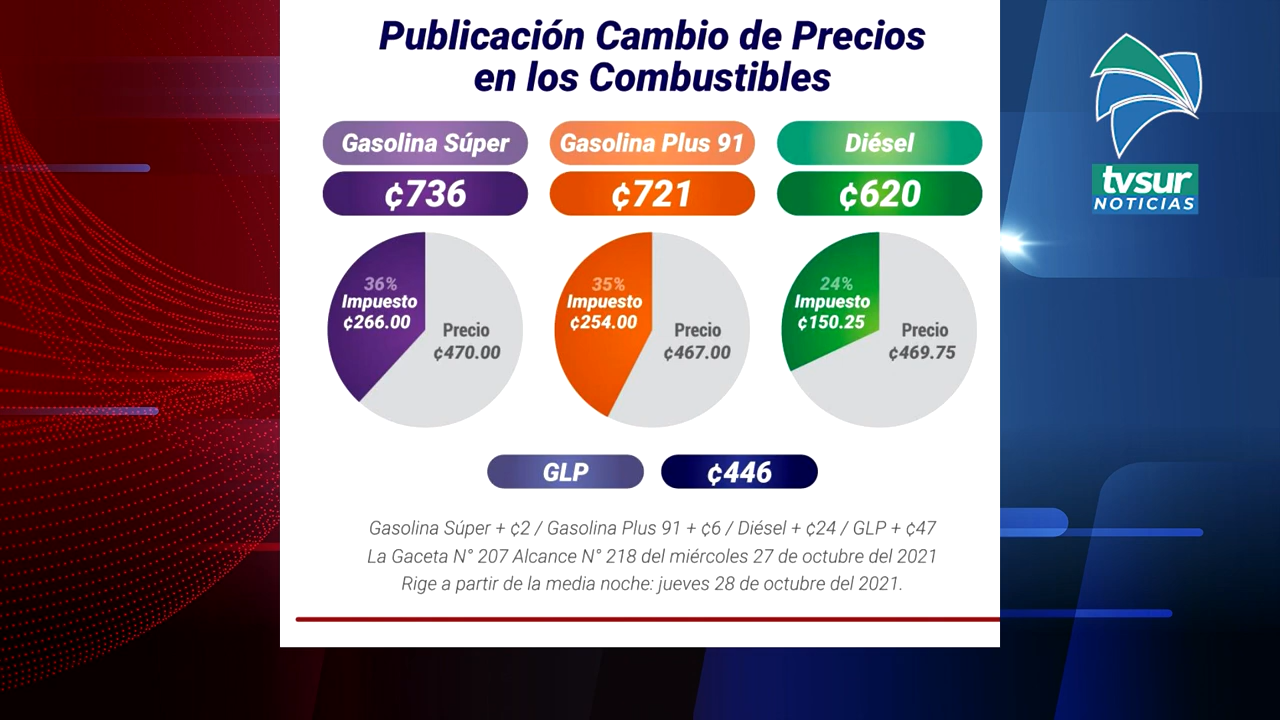 Publicación Cambio de Precios
en los Combustibles
Gasolina Súper
Gasolina Plus 91
Diésel
¢736
¢721
¢620
36%
Impuesto
¢266.00
Precio
¢470.00
35%
Impuesto
¢254.00
Precio
¢467.00
24%
Impuesto
¢150.25
Precio
¢469.75
GLP
¢446
Gasolina Súper + ¢2 / Gasolina Plus 91 + ¢6 / Diésel + ¢24 / GLP + ¢47
La Gaceta N° 207 Alcance N° 218 del miércoles 27 de octubre del 2021
Rige a partir de la media noche: jueves 28 de octubre del 2021.
tvsur
NOTICIAS